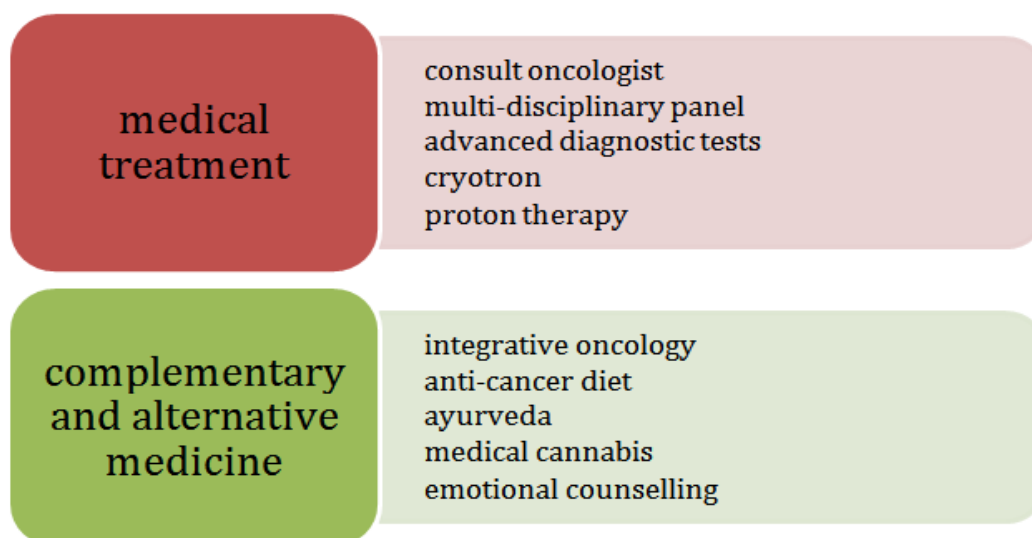 medical
treatment
consult oncologist
multi-disciplinary panel
advanced diagnostic tests
cryotron
proton therapy
complementary
and alternative
medicine
integrative oncology
anti-cancer diet
ayurveda
medical cannabis
emotional counselling